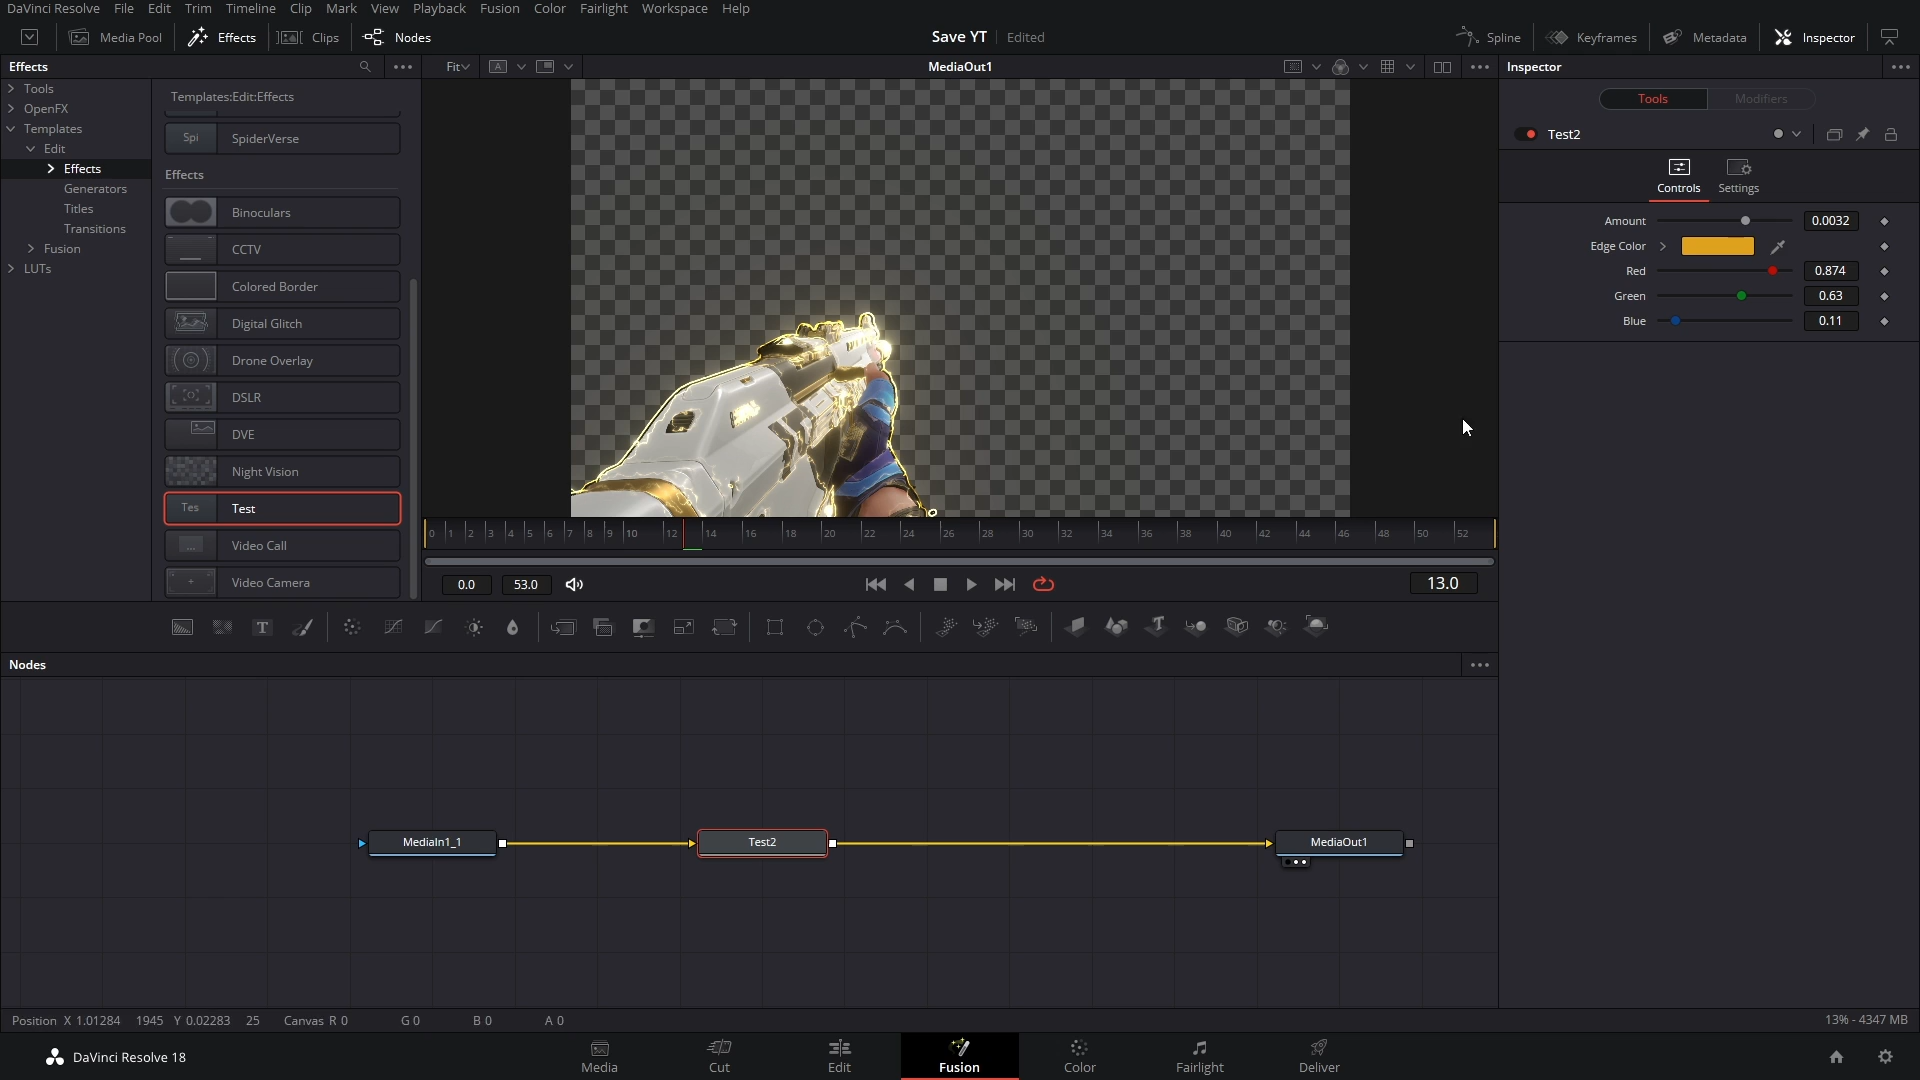 DaVinci Resolve File Edit Trim Timeline Clip Mark View Playback Fusion Color Fairlight Workspace Help
Media Pool Effects Clips Nodes Save YT Edited Spline Keyframes Metadata Inspector
Effects Fit A MediaOut1 Inspector
Tools
OpenFX
Templates
Edit
Effects
Generators
Titles
Transitions
Fusion
LUTs
Templates:Edit:Effects
Spi SpiderVerse
Effects
Binoculars
CCTV
Colored Border
Digital Glitch
Drone Overlay
DSLR
DVE
Night Vision
Tes Test
Video Call
Video Camera
0 1 2 3 4 5 6 7 8 9 10 12 14 16 18 20 22 24 26 28 30 32 34 36 38 40 42 44 46 48 50 52
0.0 53.0 13.0
Tools Modifiers
Test2
Controls Settings
Amount 0.0032
Edge Color
Red 0.874
Green 0.63
Blue 0.11
T T
Nodes
MediaIn1_1 Test2 MediaOut1
Position X 1.01284 1945 Y 0.02283 25 Canvas R 0 G 0 B 0 A 0 13% - 4347 MB
DaVinci Resolve 18 Media Cut Edit Fusion Color Fairlight Deliver